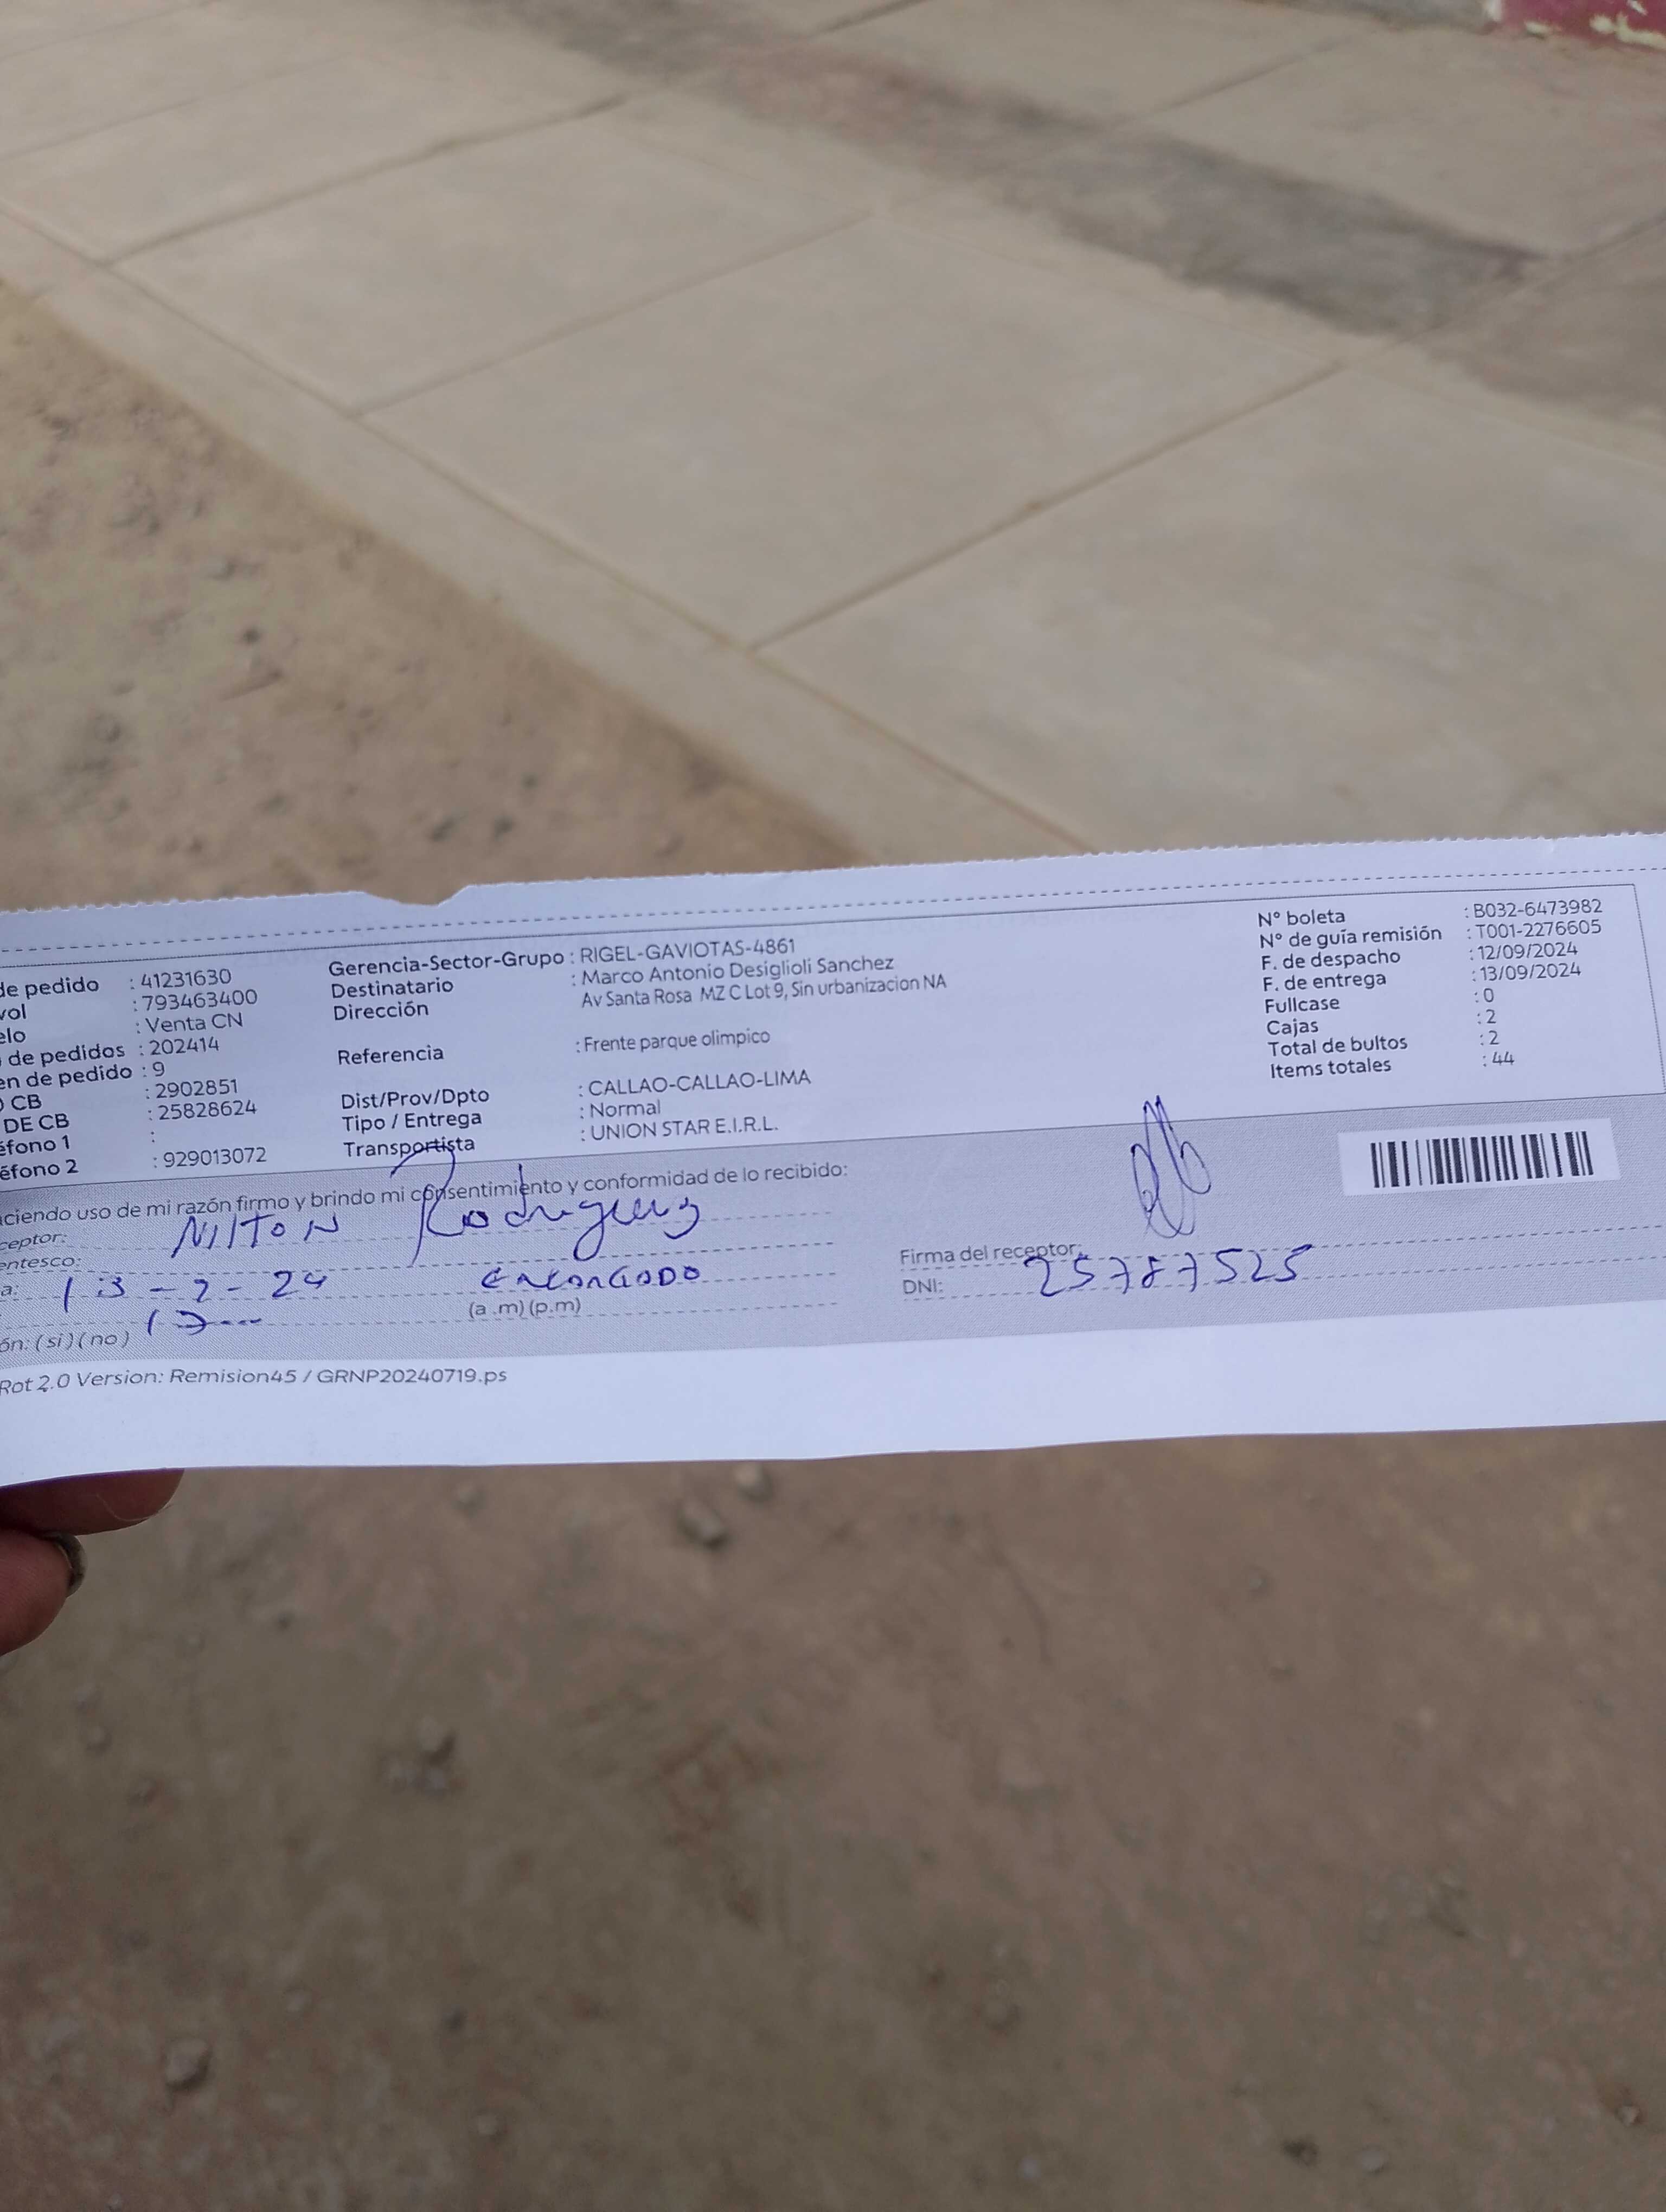 de pedido : 41231630
vol : 793463400
elo : Venta CN
de pedidos : 202414
en de pedido : 9
CB : 2902851
DE CB : 25828624
éfono 1 :
éfono 2 : 929013072
Gerencia-Sector-Grupo : RIGEL-GAVIOTAS-4861
Destinatario : Marco Antonio Desiglioli Sanchez
Dirección Av Santa Rosa MZ C Lot 9, Sin urbanizacion NA
Referencia : Frente parque olimpico
Dist/Prov/Dpto : CALLAO-CALLAO-LIMA
Tipo / Entrega : Normal
Transportista : UNION STAR E.I.R.L.
N° boleta : B032-6473982
N° de guía remisión : T001-2276605
F. de despacho : 12/09/2024
F. de entrega : 13/09/2024
Fullcase : 0
Cajas : 2
Total de bultos : 2
Items totales : 44
ciendo uso de mi razón firmo y brindo mi consentimiento y conformidad de lo recibido:
ceptor: NIlToN Rodriguez
entesco: ENCARGADO
a: 13-9-24
(a .m) (p.m)
ón: (si) (no)
Firma del receptor:
DNI: 25787525
Rot 2.0 Version: Remision45 / GRNP20240719.ps